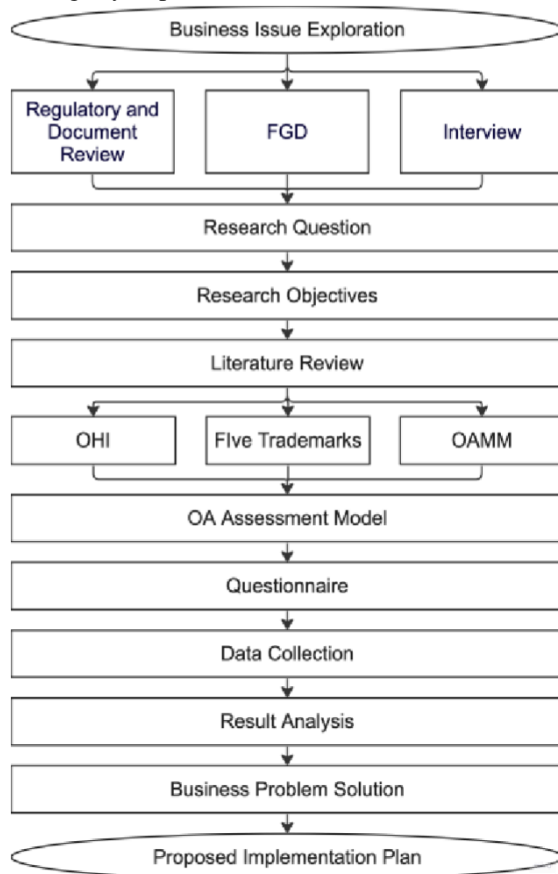 Business Issue Exploration
Regulatory and
Document
Review
FGD
Interview
Research Question
Research Objectives
Literature Review
OHI
FIve Trademarks
OAMM
OA Assessment Model
Questionnaire
Data Collection
Result Analysis
Business Problem Solution
Proposed Implementation Plan